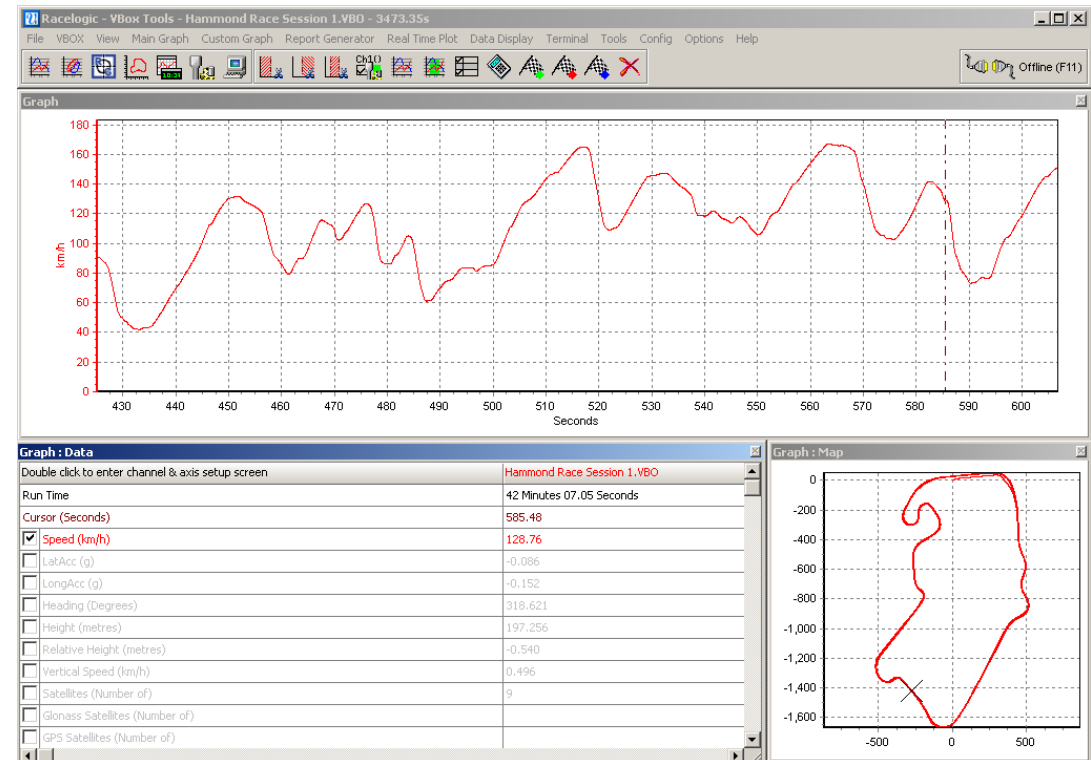 Racelogic - VBox Tools - Hammond Race Session 1.VBO - 3473.35s
File VBOX View Main Graph Custom Graph Report Generator Real Time Plot Data Display Terminal Tools Config Options Help
Offline (F11)
Graph
180
160
140
120
100
80
60
40
20
0
km/h
430 440 450 460 470 480 490 500 510 520 530 540 550 560 570 580 590 600
Seconds
Graph : Data
Double click to enter channel & axis setup screen Hammond Race Session 1.VBO
Run Time 42 Minutes 07.05 Seconds
Cursor (Seconds) 585.48
Speed (km/h) 128.76
LatAcc (g) -0.086
LongAcc (g) -0.152
Heading (Degrees) 318.621
Height (metres) 197.256
Relative Height (metres) -0.540
Vertical Speed (km/h) 0.496
Satellites (Number of) 9
Glonass Satellites (Number of)
GPS Satellites (Number of)
Graph : Map
0
-200
-400
-600
-800
-1,000
-1,200
-1,400
-1,600
-500 0 500